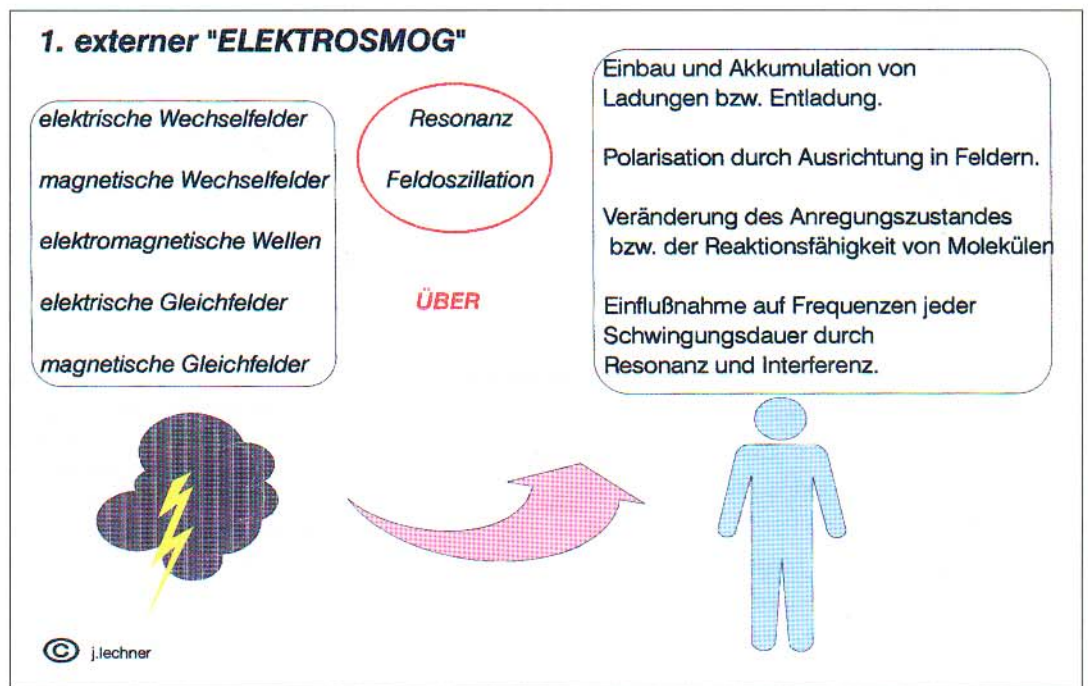 1. externer "ELEKTROSMOG"
elektrische Wechselfelder
magnetische Wechselfelder
elektromagnetische Wellen
elektrische Gleichfelder
magnetische Gleichfelder
Resonanz
Feldoszillation
ÜBER
Einbau und Akkumulation von
Ladungen bzw. Entladung.
Polarisation durch Ausrichtung in Feldern.
Veränderung des Anregungszustandes
bzw. der Reaktionsfähigkeit von Molekülen
Einflußnahme auf Frequenzen jeder
Schwingungsdauer durch
Resonanz und Interferenz.
© j.lechner